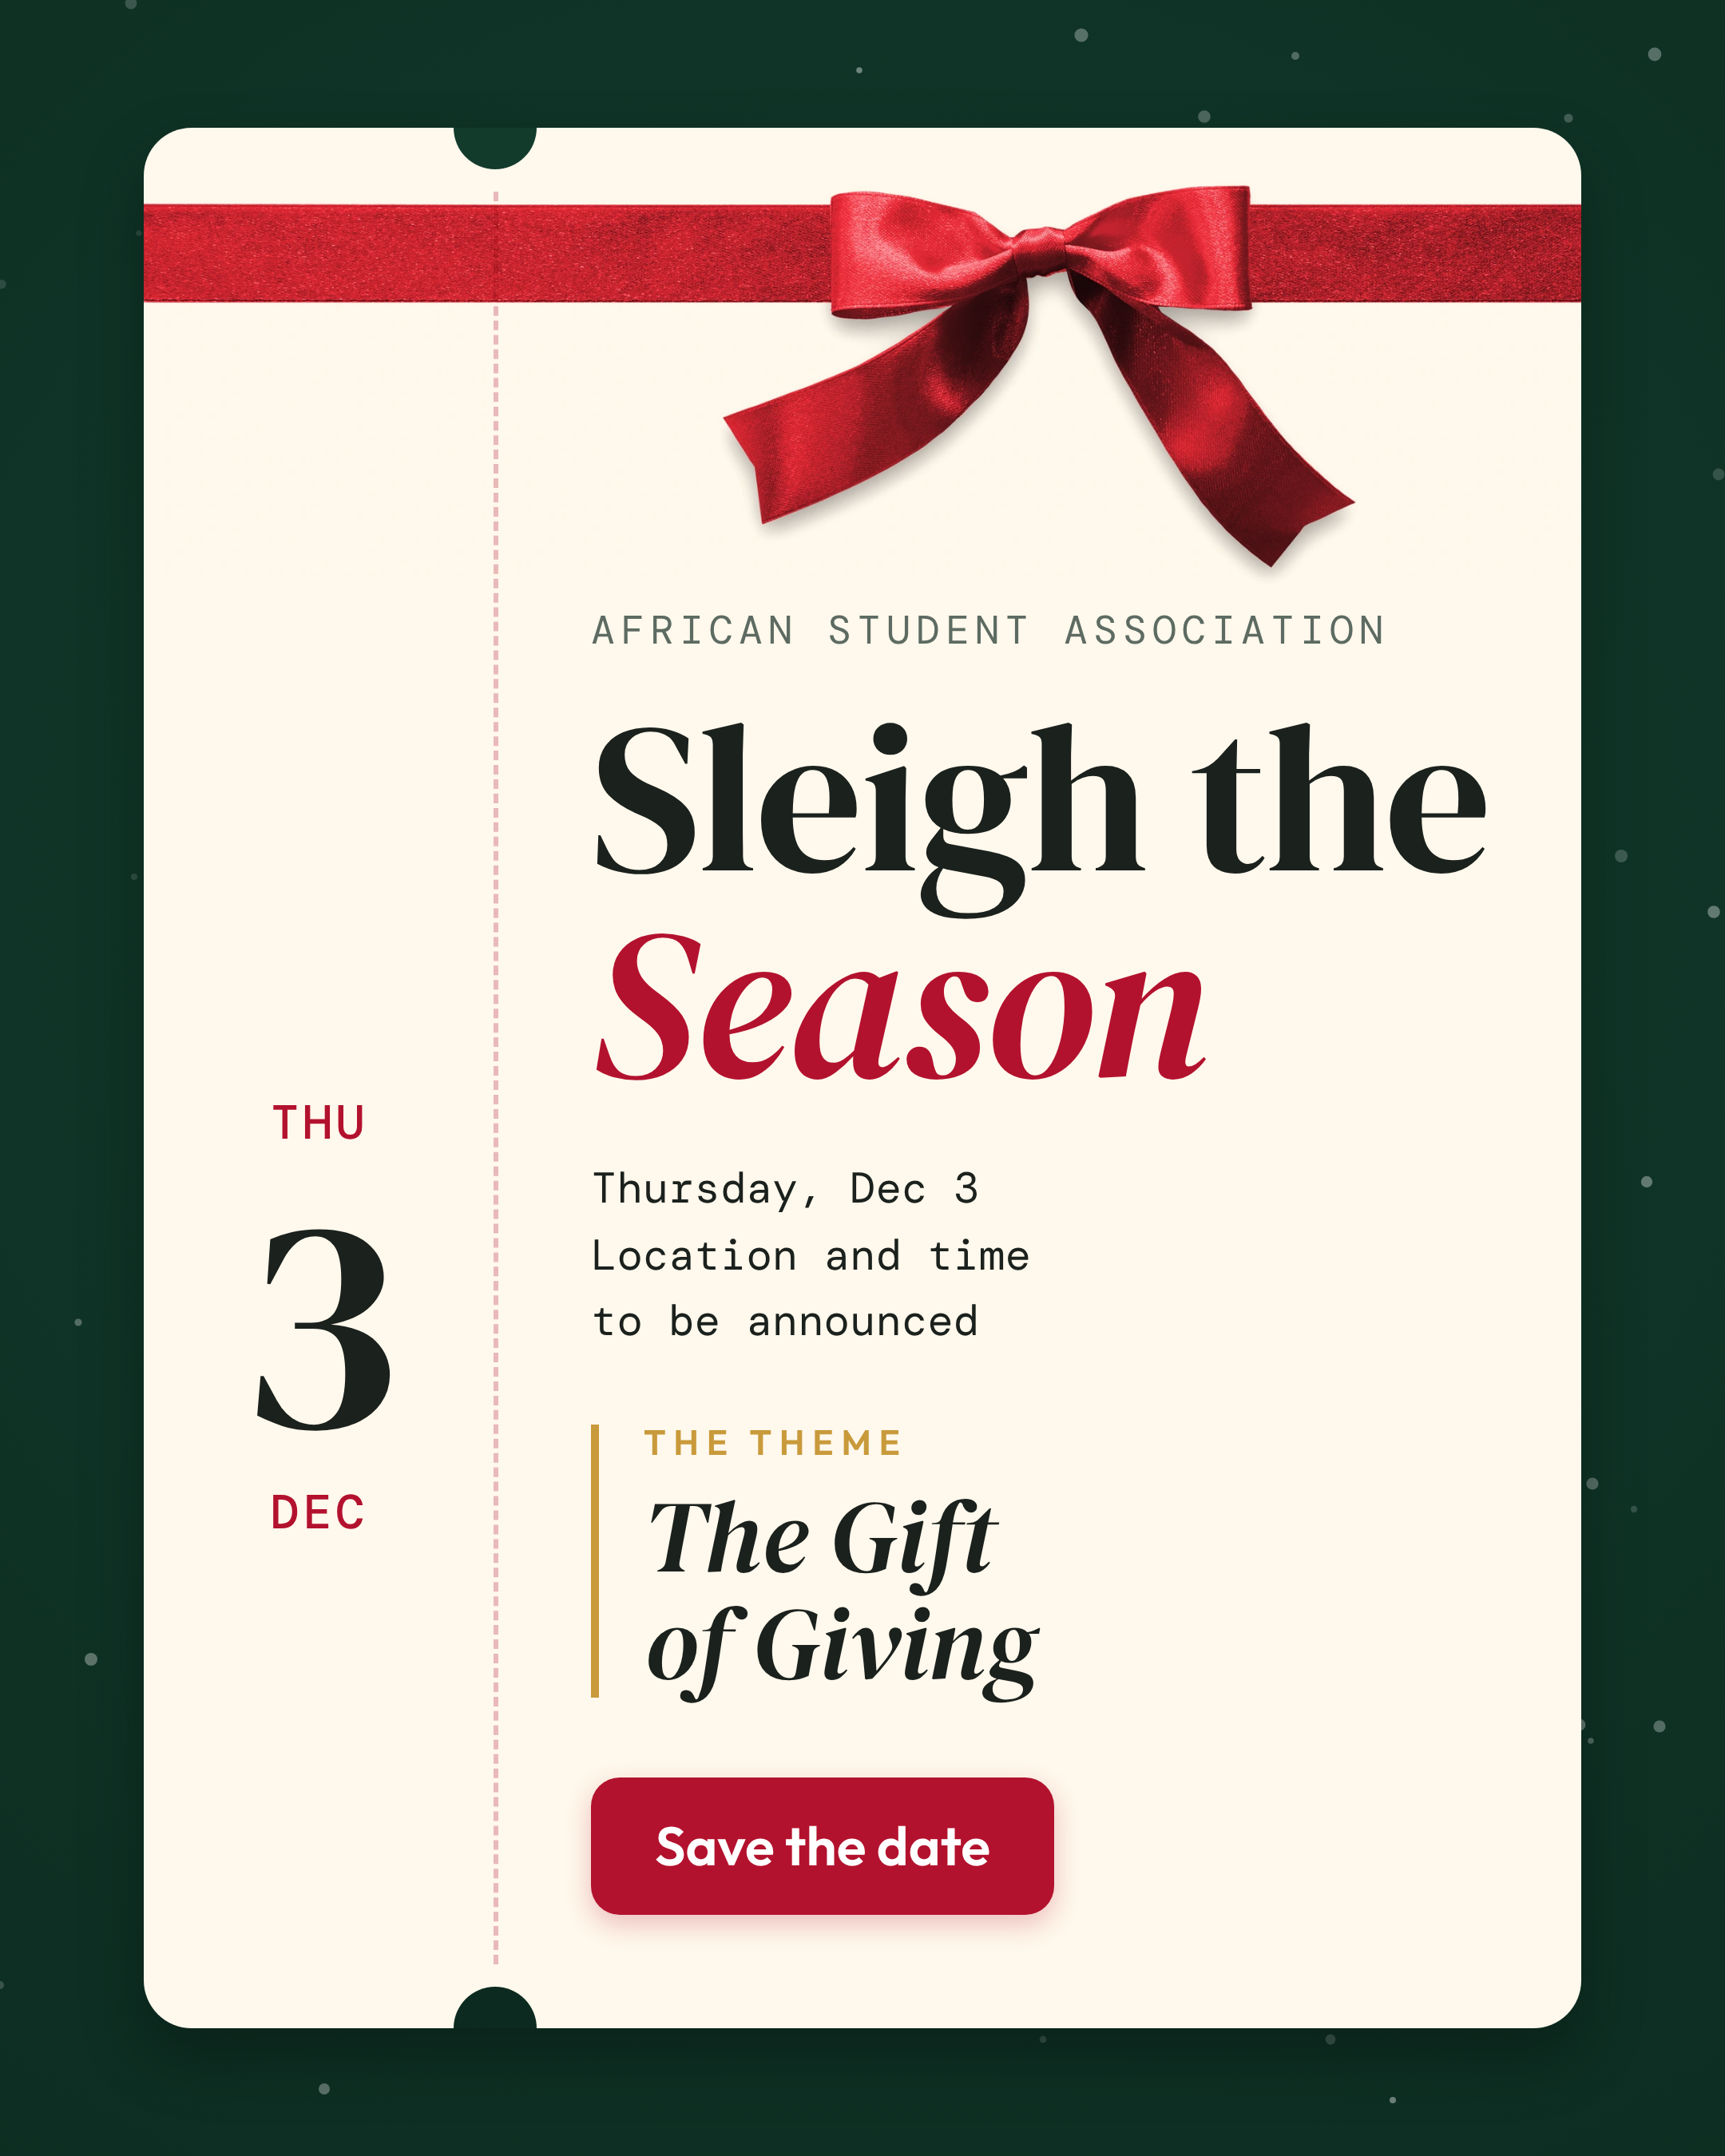 AFRICAN STUDENT ASSOCIATION
Sleigh the
Season
THU
3
DEC
Thursday, Dec 3
Location and time
to be announced
THE THEME
The Gift
of Giving
Save the date